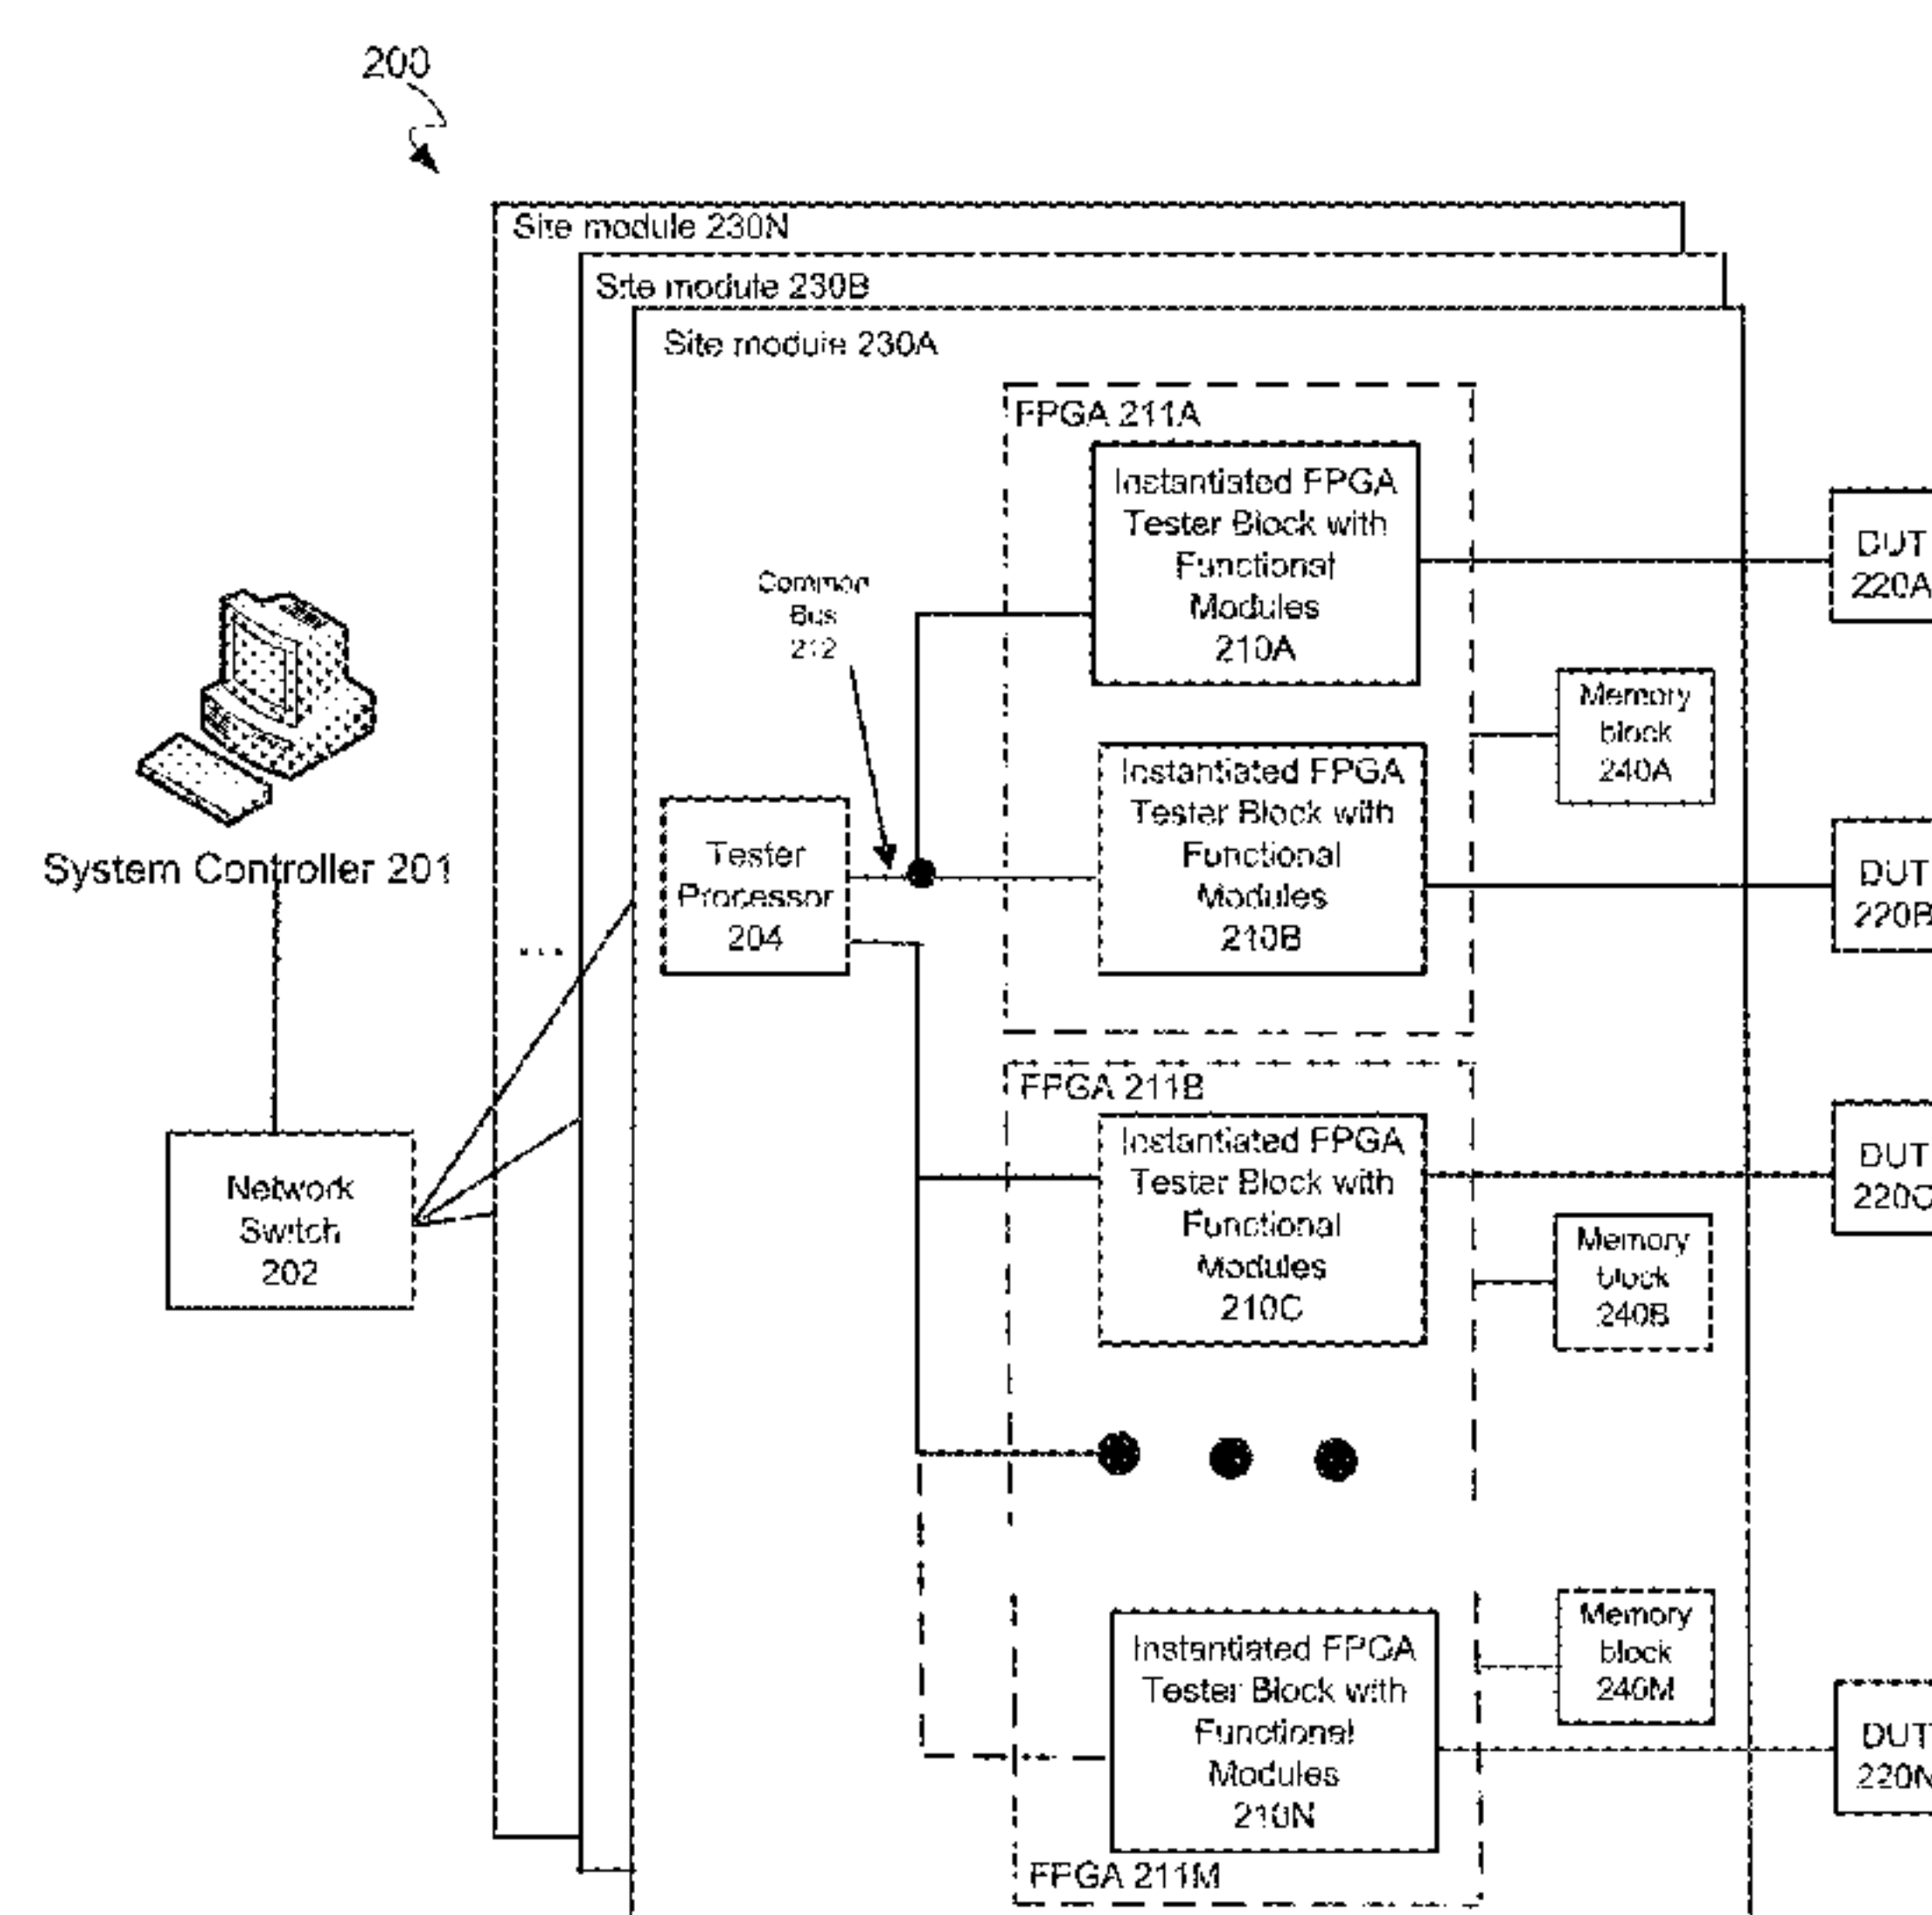 200
Site module 230N
Site module 230B
Site module 230A
FPGA 211A
Instantiated FPGA
Tester Block with
Functional
Modules
210A
DUT
220A
Common
Bus
212
Memory
block
240A
Instantiated FPGA
Tester Block with
Functional
Modules
210B
Tester
Processor
204
DUT
220B
System Controller 201
...
FPGA 211B
Instantiated FPGA
Tester Block with
Functional
Modules
210C
DUT
220C
Network
Switch
202
Memory
block
240B
Memory
block
240M
Instantiated FPGA
Tester Block with
Functional
Modules
210N
DUT
220N
FPGA 211M